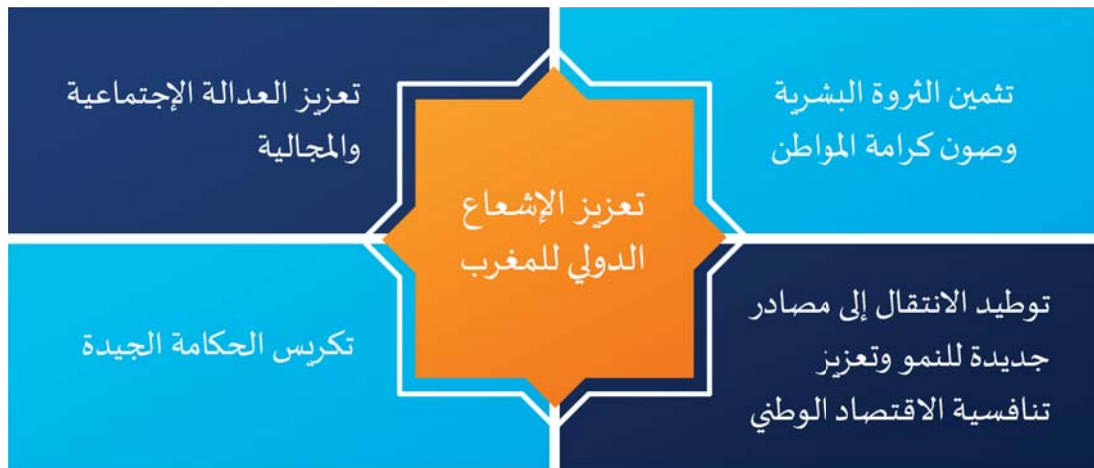 تثمين الثروة البشرية
وصون كرامة المواطن
تعزيز العدالة الإجتماعية
والمجالية
تعزيز الإشعاع
الدولي للمغرب
توطيد الانتقال إلى مصادر
جديدة للنمو وتعزيز
تنافسية الاقتصاد الوطني
تكريس الحكامة الجيدة